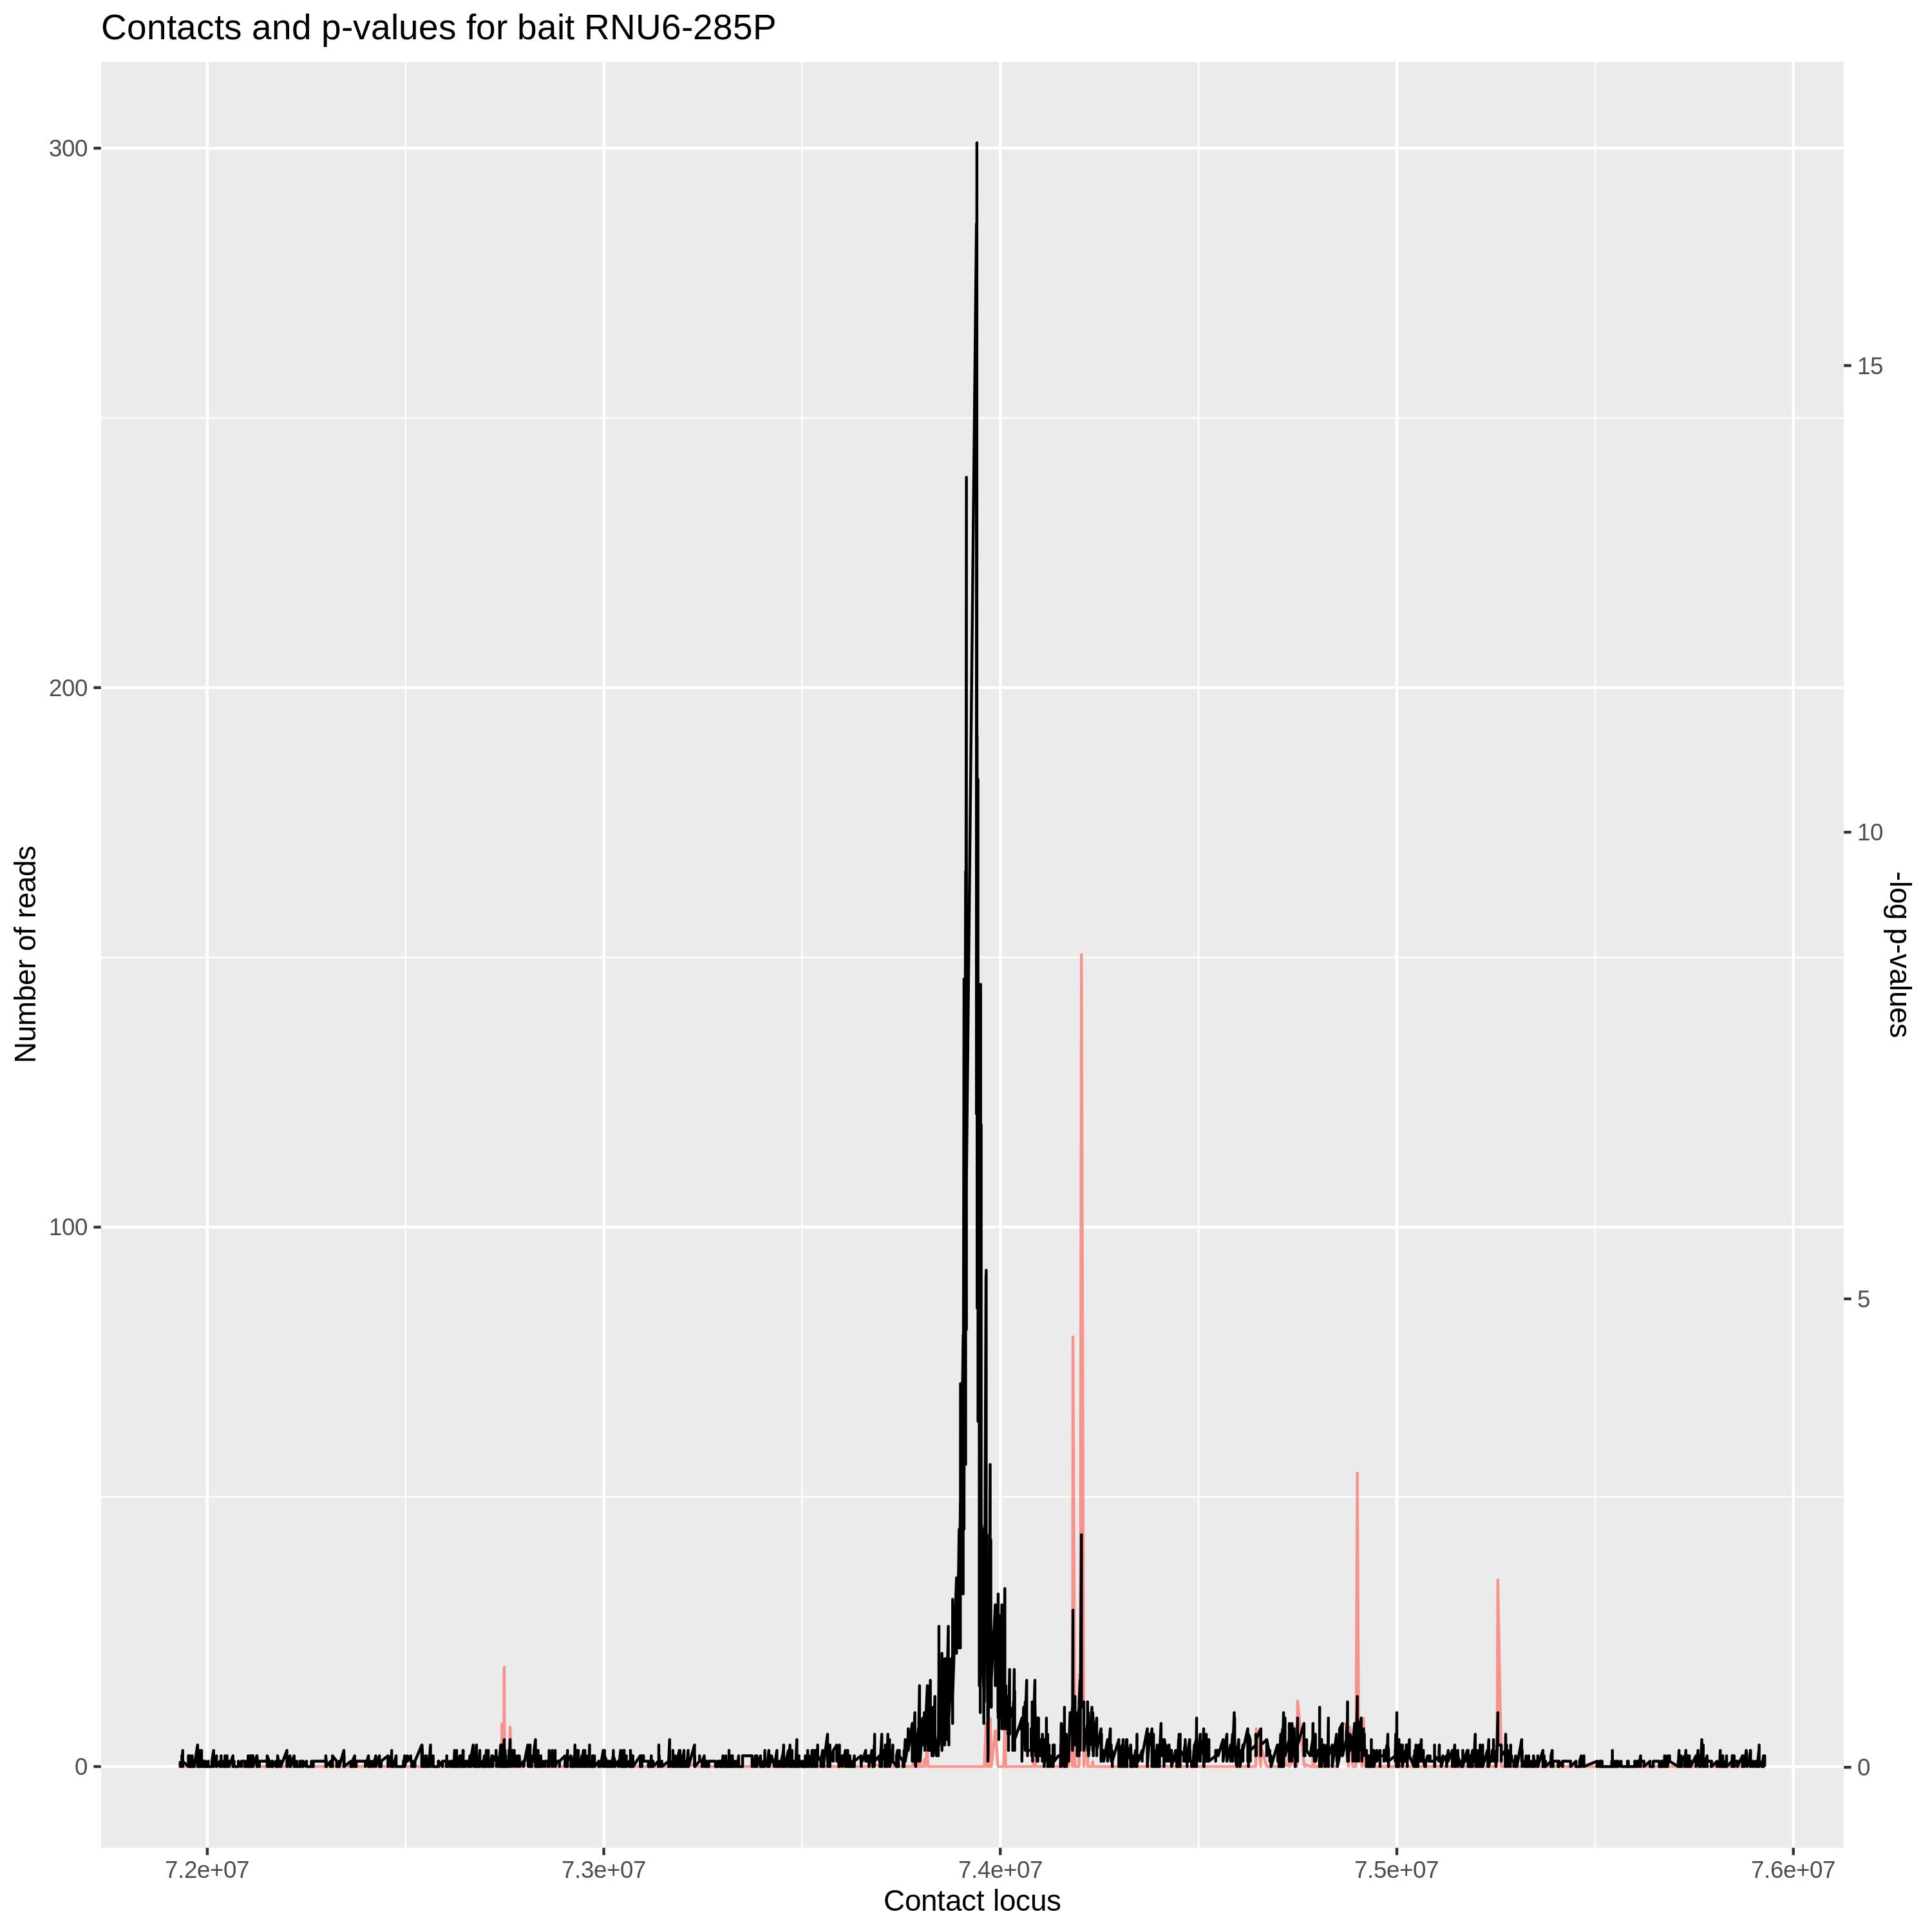 Contacts and p-values for bait RNU6-285P
300
200
100
0
Number of reads
15
10
5
0
-log p-values
7.2e+07
7.3e+07
7.4e+07
7.5e+07
7.6e+07
Contact locus